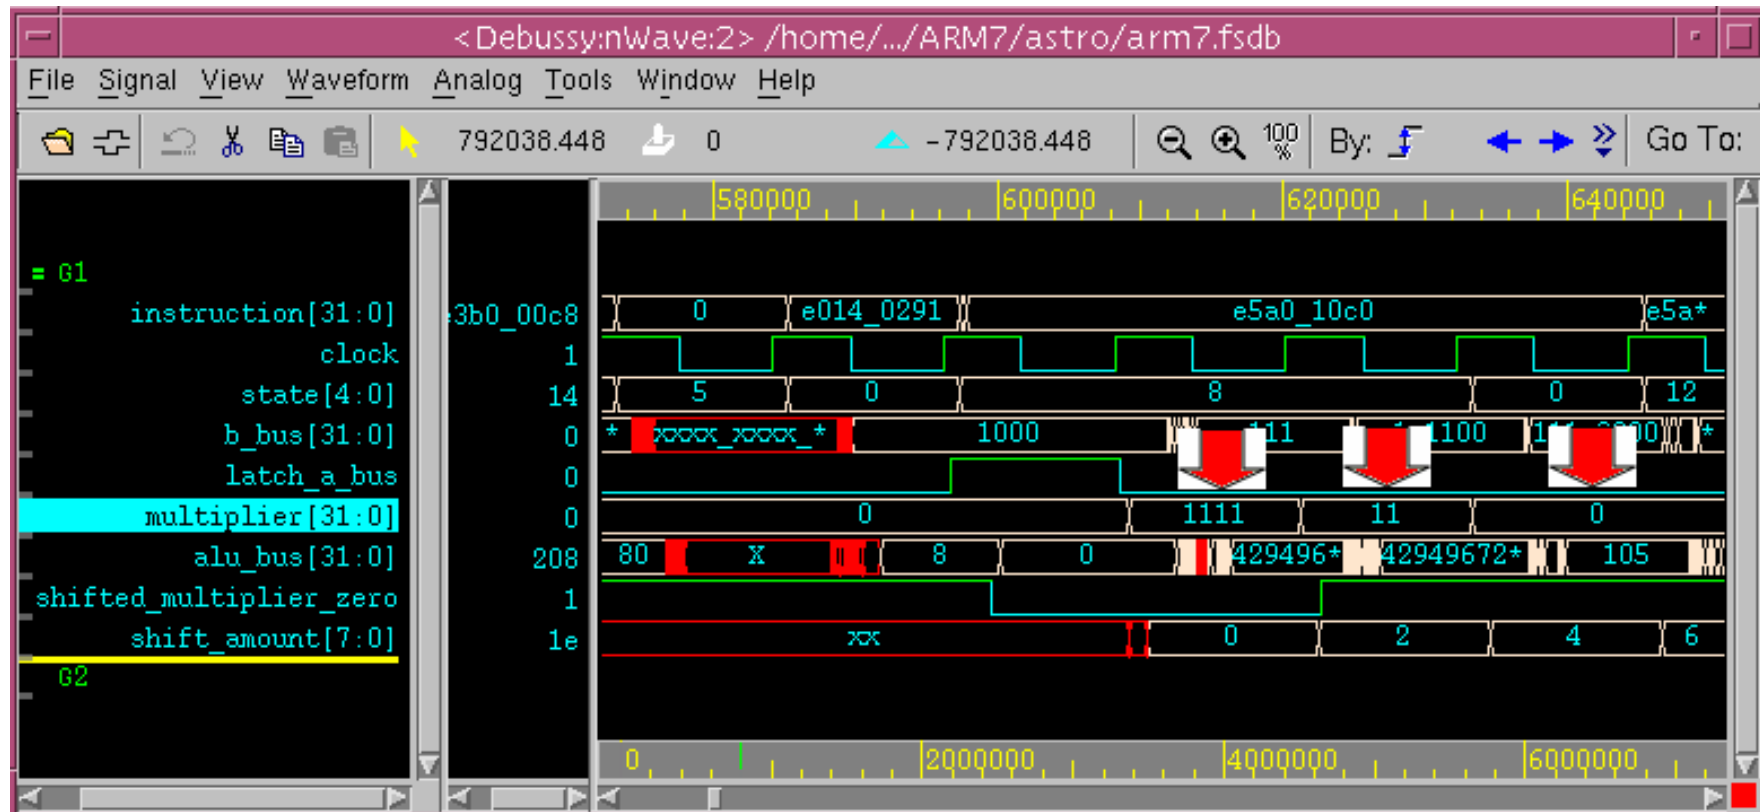 <Debussy:nWave:2> /home/.../ARM7/astro/arm7.fsdb
File Signal View Waveform Analog Tools Window Help
792038.448 0 -792038.448 100 % By: Go To:
580000 600000 620000 640000
= G1
instruction[31:0] 3b0_00c8 0 e014_0291 e5a0_10c0 e5a*
clock 1
state[4:0] 14 5 0 8 0 12
b_bus[31:0] 0 * xxxx_xxxx_* 1000 111 1100 *
latch_a_bus 0
multiplier[31:0] 0 0 1111 11 0
alu_bus[31:0] 208 80 X 8 0 429496* 42949672* 105
shifted_multiplier_zero 1
shift_amount[7:0] 1e xx 0 2 4 6
G2
0 2000000 4000000 6000000